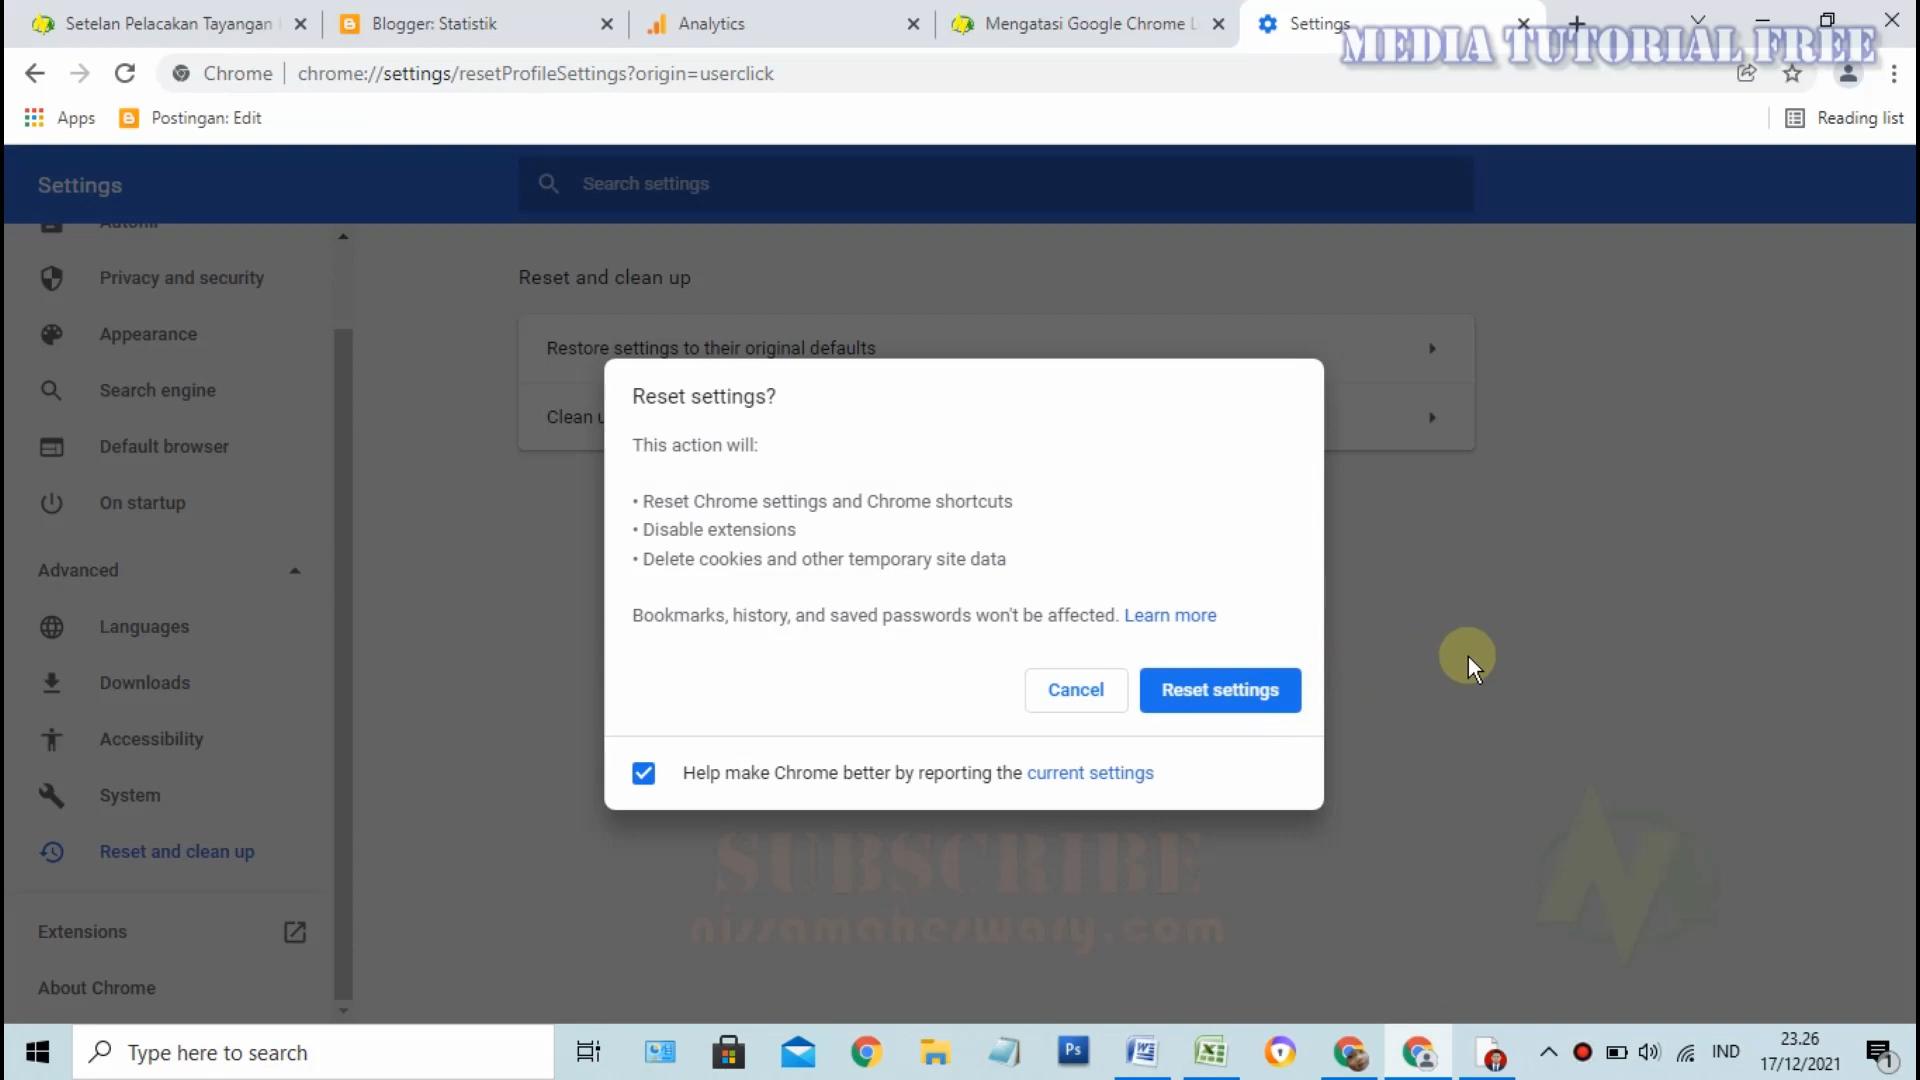 Setelan Pelacakan Tayangan
Blogger: Statistik
Analytics
Mengatasi Google Chrome L
Settings
MEDIA TUTORIAL FREE
Chrome
chrome://settings/resetProfileSettings?origin=userclick
Apps
Postingan: Edit
Reading list
Settings
Search settings
Autofill
Privacy and security
Appearance
Search engine
Default browser
On startup
Advanced
Languages
Downloads
Accessibility
System
Reset and clean up
Extensions
About Chrome
Reset and clean up
Restore settings to their original defaults
Clean u
Reset settings?
This action will:
• Reset Chrome settings and Chrome shortcuts
• Disable extensions
• Delete cookies and other temporary site data
Bookmarks, history, and saved passwords won't be affected. Learn more
Cancel
Reset settings
Help make Chrome better by reporting the current settings
SUBSCRIBE
nissamaheswary.com
Type here to search
Ps
IND
23.26
17/12/2021
1